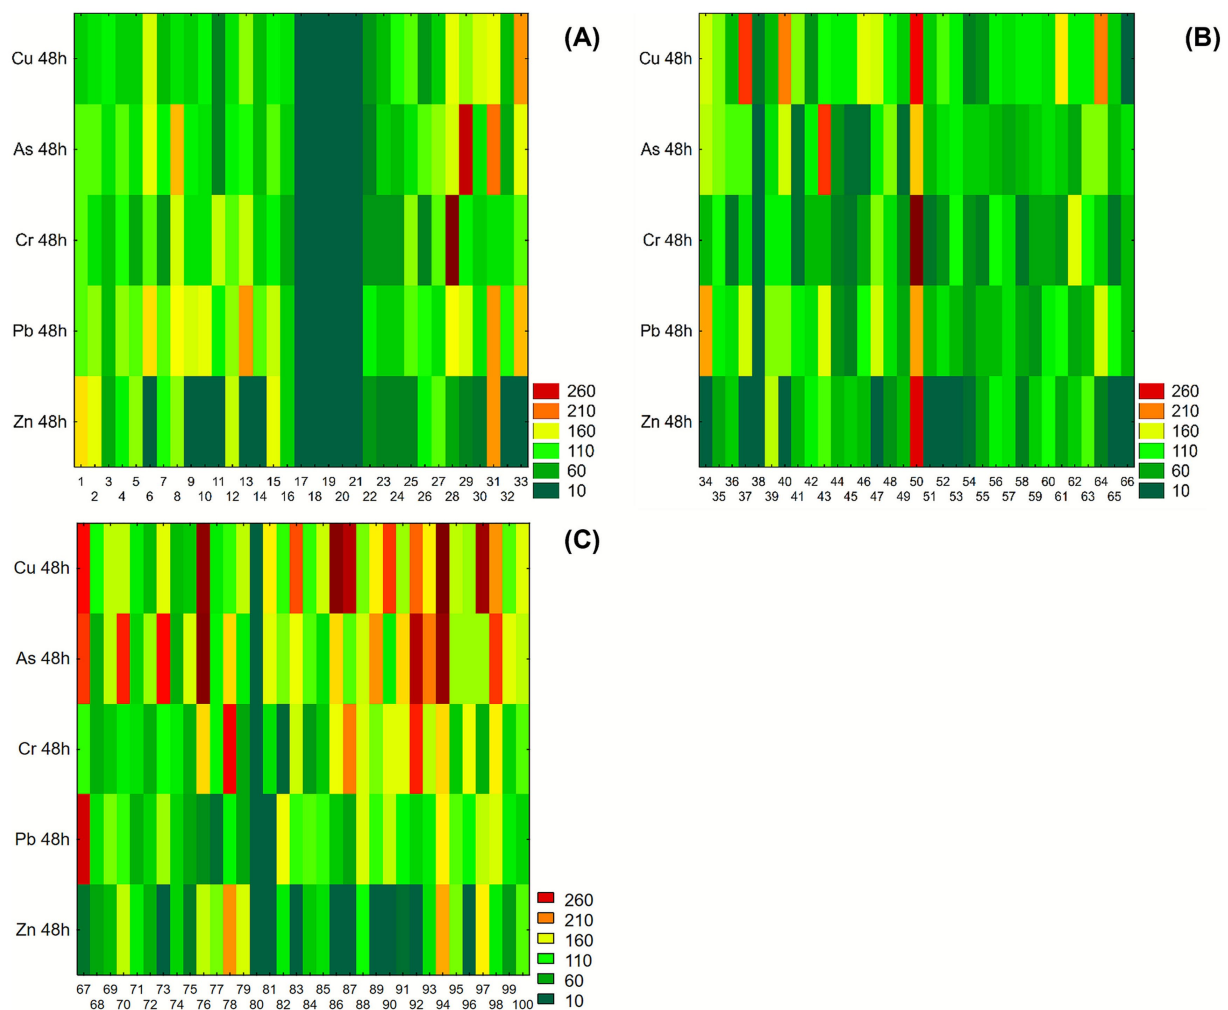 (A)
Cu 48h
As 48h
Cr 48h
Pb 48h
Zn 48h
260
210
160
110
60
10
1 3 5 7 9 11 13 15 17 19 21 23 25 27 29 31 33
2 4 6 8 10 12 14 16 18 20 22 24 26 28 30 32
(B)
Cu 48h
As 48h
Cr 48h
Pb 48h
Zn 48h
260
210
160
110
60
10
34 36 38 40 42 44 46 48 50 52 54 56 58 60 62 64 66
35 37 39 41 43 45 47 49 51 53 55 57 59 61 63 65
(C)
Cu 48h
As 48h
Cr 48h
Pb 48h
Zn 48h
260
210
160
110
60
10
67 69 71 73 75 77 79 81 83 85 87 89 91 93 95 97 99
68 70 72 74 76 78 80 82 84 86 88 90 92 94 96 98 100